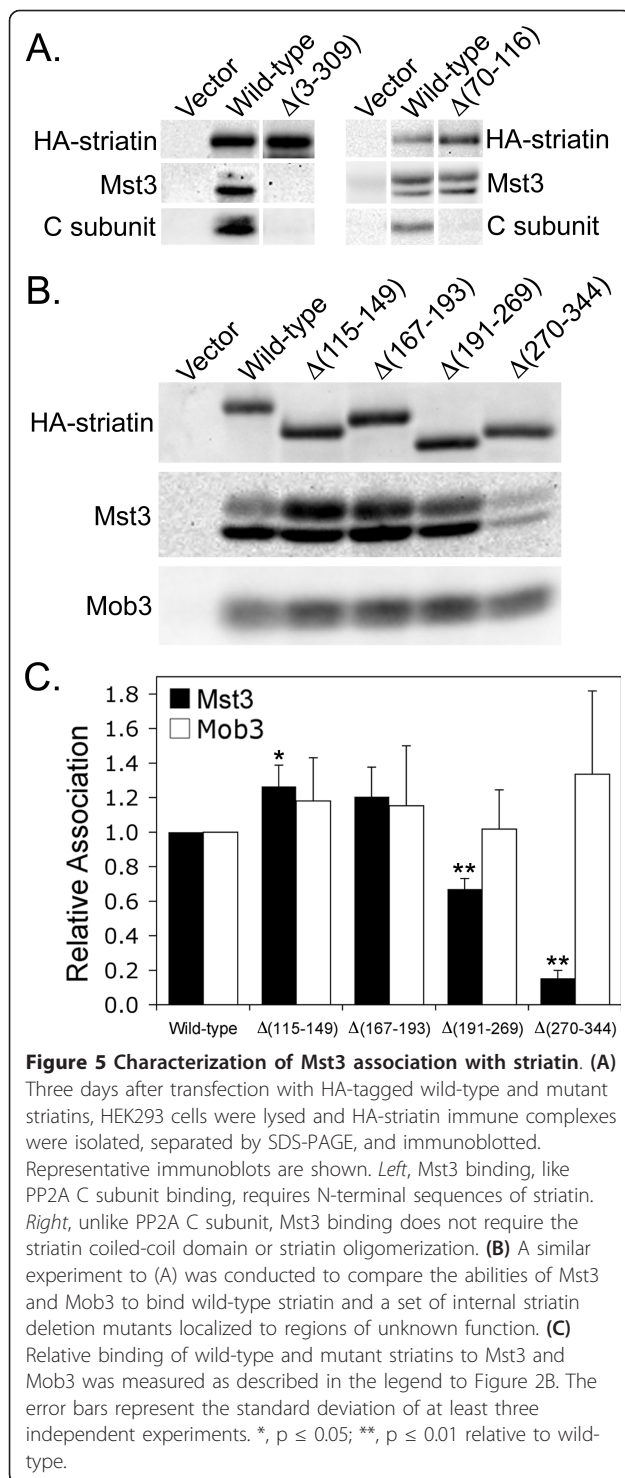 A.
Vector
Wild-type
Δ(3-309)
Vector
Wild-type
Δ(70-116)
HA-striatin
HA-striatin
Mst3
Mst3
C subunit
C subunit
B.
Vector
Wild-type
Δ(115-149)
Δ(167-193)
Δ(191-269)
Δ(270-344)
HA-striatin
Mst3
Mob3
C.
Relative Association
1.8
1.6
1.4
1.2
1.0
0.8
0.6
0.4
0.2
0.0
Mst3
Mob3
*
**
**
Wild-type Δ(115-149) Δ(167-193) Δ(191-269) Δ(270-344)
Figure 5 Characterization of Mst3 association with striatin. (A)
Three days after transfection with HA-tagged wild-type and mutant
striatins, HEK293 cells were lysed and HA-striatin immune complexes
were isolated, separated by SDS-PAGE, and immunoblotted.
Representative immunoblots are shown. Left, Mst3 binding, like
PP2A C subunit binding, requires N-terminal sequences of striatin.
Right, unlike PP2A C subunit, Mst3 binding does not require the
striatin coiled-coil domain or striatin oligomerization. (B) A similar
experiment to (A) was conducted to compare the abilities of Mst3
and Mob3 to bind wild-type striatin and a set of internal striatin
deletion mutants localized to regions of unknown function. (C)
Relative binding of wild-type and mutant striatins to Mst3 and
Mob3 was measured as described in the legend to Figure 2B. The
error bars represent the standard deviation of at least three
independent experiments. *, p ≤ 0.05; **, p ≤ 0.01 relative to wild-
type.